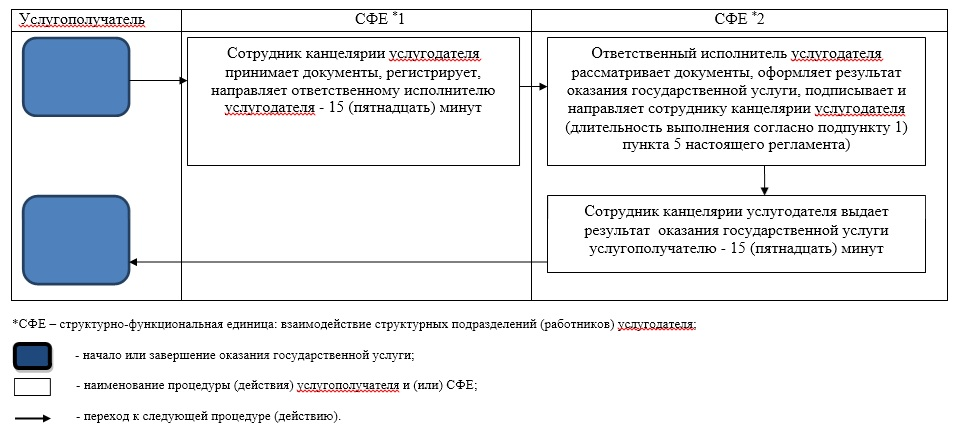 Услугополучатель
СФЕ *1
СФЕ *2
Сотрудник канцелярии услугодателя
принимает документы, регистрирует,
направляет ответственному исполнителю
услугодателя - 15 (пятнадцать) минут
Ответственный исполнитель услугодателя
рассматривает документы, оформляет результат
оказания государственной услуги, подписывает и
направляет сотруднику канцелярии услугодателя
(длительность выполнения согласно подпункту 1)
пункта 5 настоящего регламента)
Сотрудник канцелярии услугодателя выдает
результат оказания государственной услуги
услугополучателю - 15 (пятнадцать) минут
*СФЕ – структурно-функциональная единица: взаимодействие структурных подразделений (работников) услугодателя;
- начало или завершение оказания государственной услуги;
- наименование процедуры (действия) услугополучателя и (или) СФЕ;
- переход к следующей процедуре (действию).